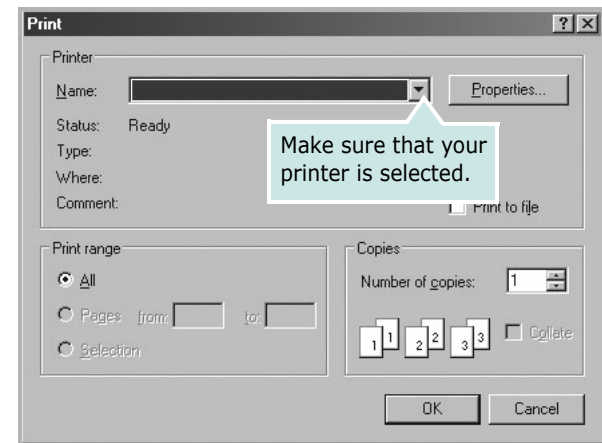 Print
Printer
Name:
Properties...
Status: Ready
Type:
Where:
Comment:
Make sure that your
printer is selected.
Print to file
Print range
All
Pages from: to:
Selection
Copies
Number of copies: 1
1 1 2 2 3 3
Collate
OK Cancel